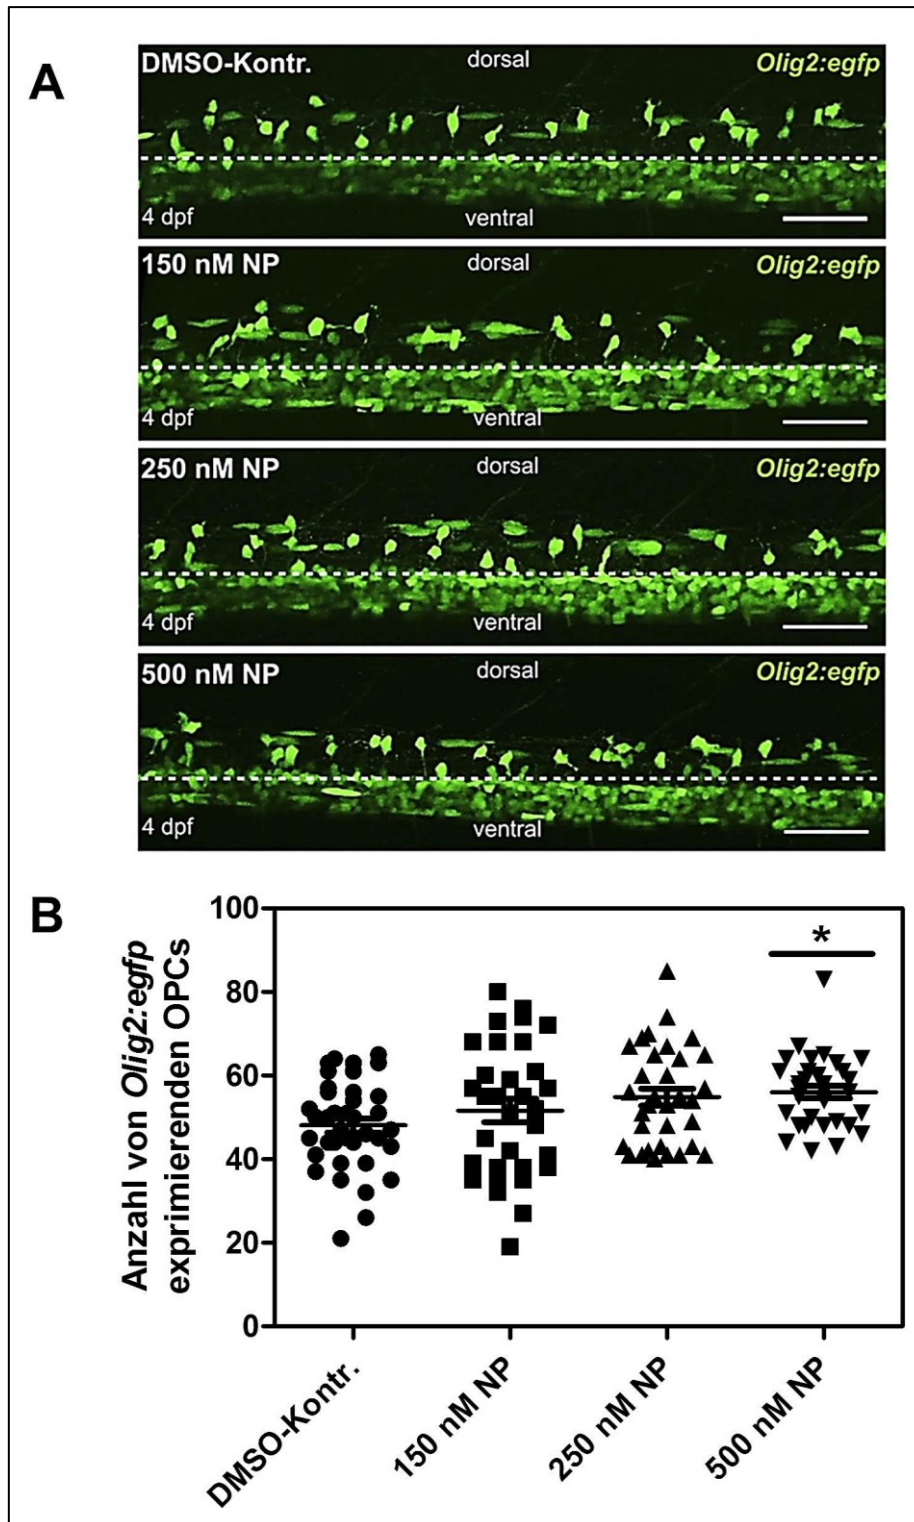 A
DMSO-Kontr. dorsal Olig2:egfp
4 dpf ventral
150 nM NP dorsal Olig2:egfp
4 dpf ventral
250 nM NP dorsal Olig2:egfp
4 dpf ventral
500 nM NP dorsal Olig2:egfp
4 dpf ventral
B
Anzahl von Olig2:egfp
exprimierenden OPCs
100
80
60
40
20
0
*
DMSO-Kontr.
150 nM NP
250 nM NP
500 nM NP